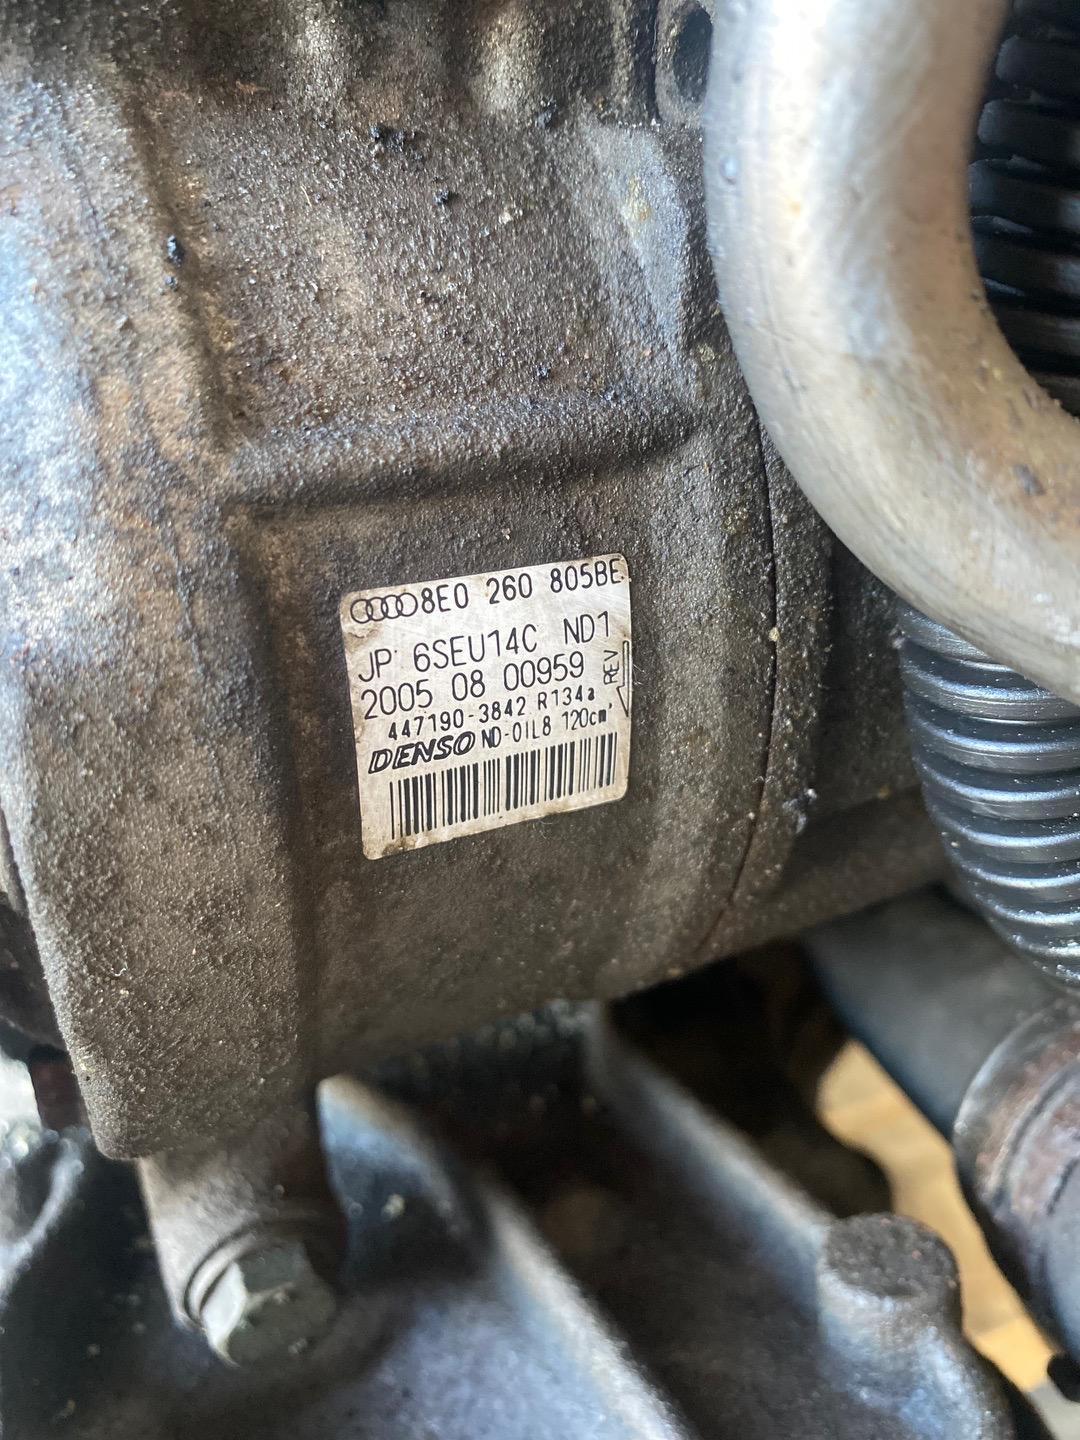 8E0 260 805BE
JP 6SEU14C ND1
2005 08 00959
447190-3842 R134a
DENSO ND-OIL8 120cm³
REV